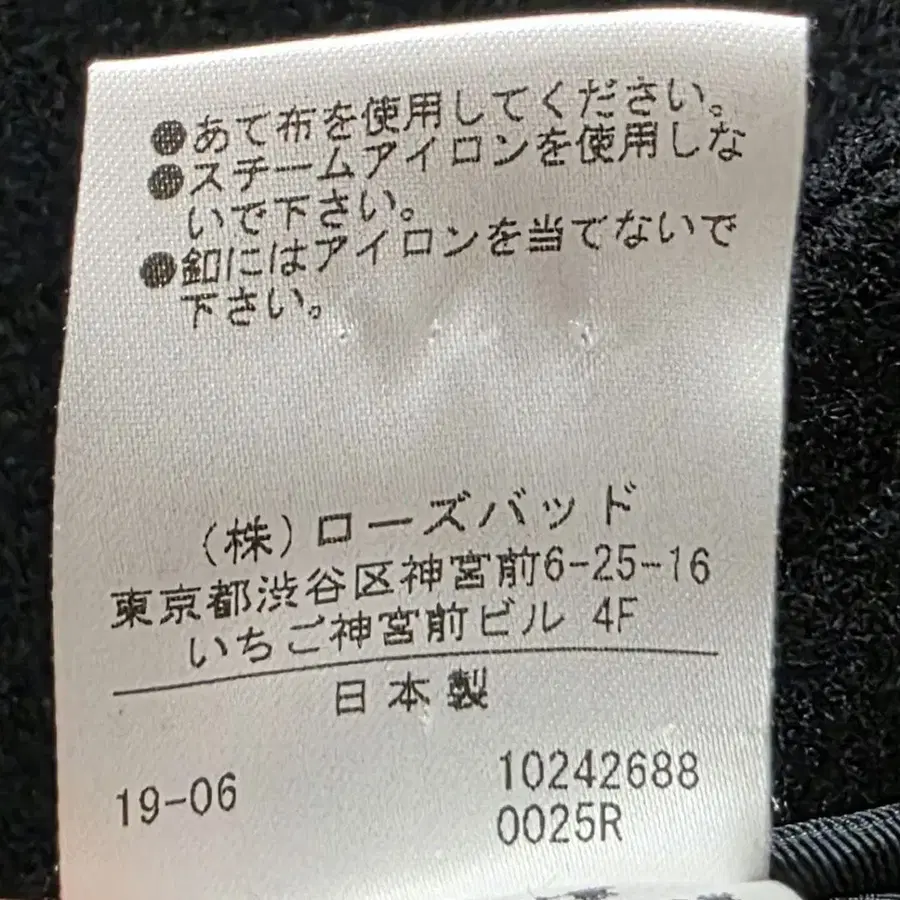 ●あて布を使用してください。
●スチームアイロンを使用しな
いで下さい。
●釦にはアイロンを当てないで
下さい。
(株)ローズバッド
東京都渋谷区神宮前6-25-16
いちご神宮前ビル 4F
日本製
19-06
10242688
0025R